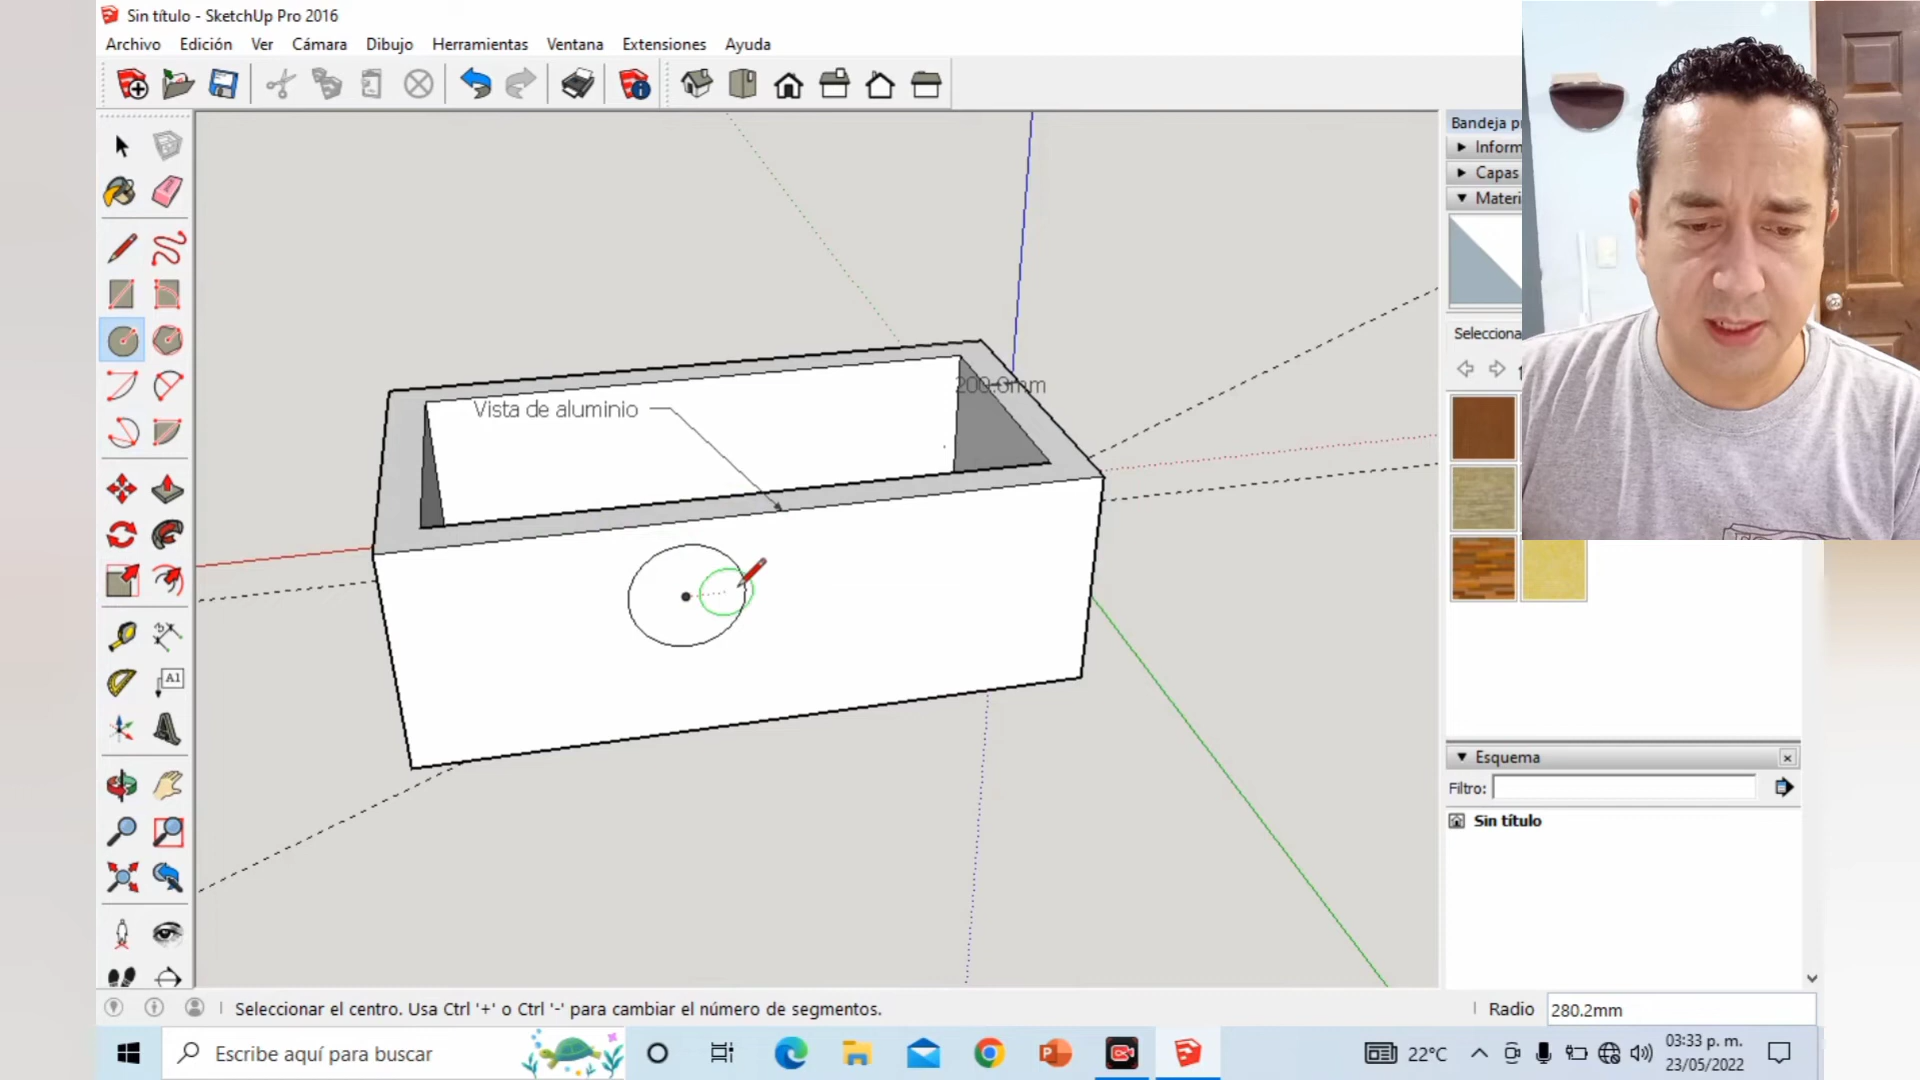 Sin título - SketchUp Pro 2016
Archivo Edición Ver Cámara Dibujo Herramientas Ventana Extensiones Ayuda
Bandeja
Inform
Capas
Materi
Selecciona
200.0mm
Vista de aluminio
A1
Esquema
Filtro:
Sin título
Seleccionar el centro. Usa Ctrl '+' o Ctrl '-' para cambiar el número de segmentos.
Radio 280.2mm
Escribe aquí para buscar
22°C
03:33 p. m.
23/05/2022